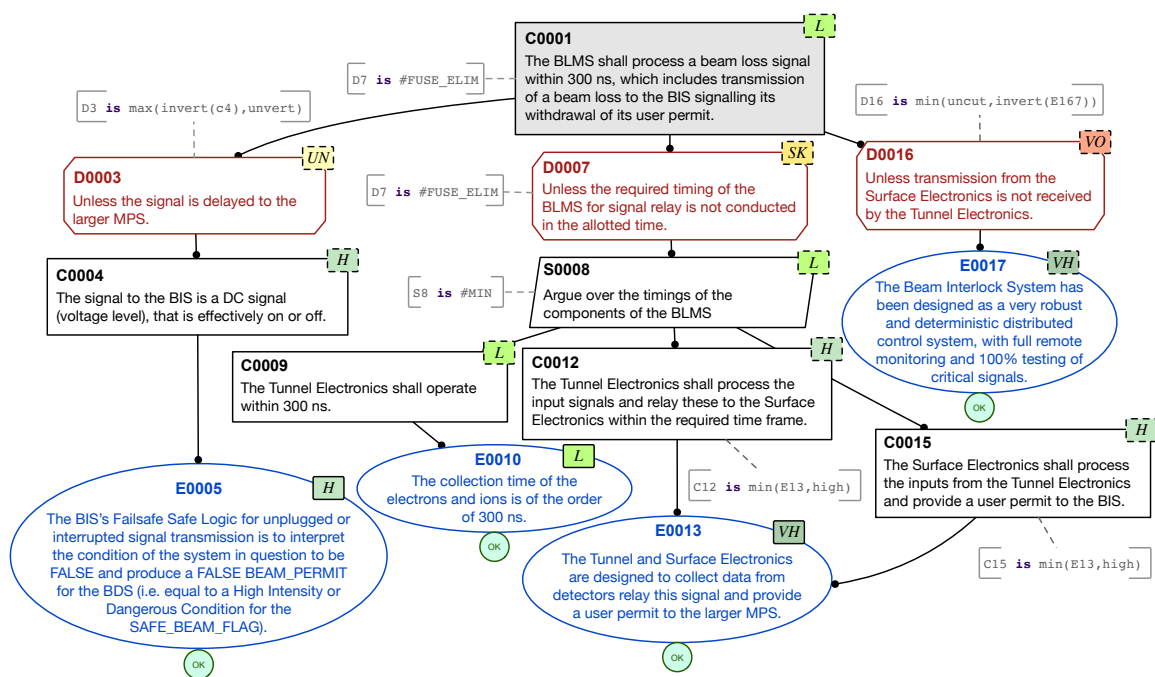 L
C0001
The BLMS shall process a beam loss signal
within 300 ns, which includes transmission
of a beam loss to the BIS signalling its
withdrawal of its user permit.
D7 is #FUSE_ELIM
D3 is max(invert(c4),unvert)
D16 is min(uncut,invert(E167))
UN
D0003
Unless the signal is delayed to the
larger MPS.
SK
D0007
Unless the required timing of the
BLMS for signal relay is not conducted
in the allotted time.
D7 is #FUSE_ELIM
VO
D0016
Unless transmission from the
Surface Electronics is not received
by the Tunnel Electronics.
H
C0004
The signal to the BIS is a DC signal
(voltage level), that is effectively on or off.
L
S0008
Argue over the timings of the
components of the BLMS
S8 is #MIN
VH
E0017
The Beam Interlock System has
been designed as a very robust
and deterministic distributed
control system, with full remote
monitoring and 100% testing of
critical signals.
OK
L
C0009
The Tunnel Electronics shall operate
within 300 ns.
H
C0012
The Tunnel Electronics shall process the
input signals and relay these to the Surface
Electronics within the required time frame.
C12 is min(E13,high)
H
C0015
The Surface Electronics shall process
the inputs from the Tunnel Electronics
and provide a user permit to the BIS.
C15 is min(E13,high)
L
E0010
The collection time of the
electrons and ions is of the order
of 300 ns.
OK
H
E0005
The BIS's Failsafe Safe Logic for unplugged or
interrupted signal transmission is to interpret
the condition of the system in question to be
FALSE and produce a FALSE BEAM_PERMIT
for the BDS (i.e. equal to a High Intensity or
Dangerous Condition for the
SAFE_BEAM_FLAG).
OK
VH
E0013
The Tunnel and Surface Electronics
are designed to collect data from
detectors relay this signal and provide
a user permit to the larger MPS.
OK